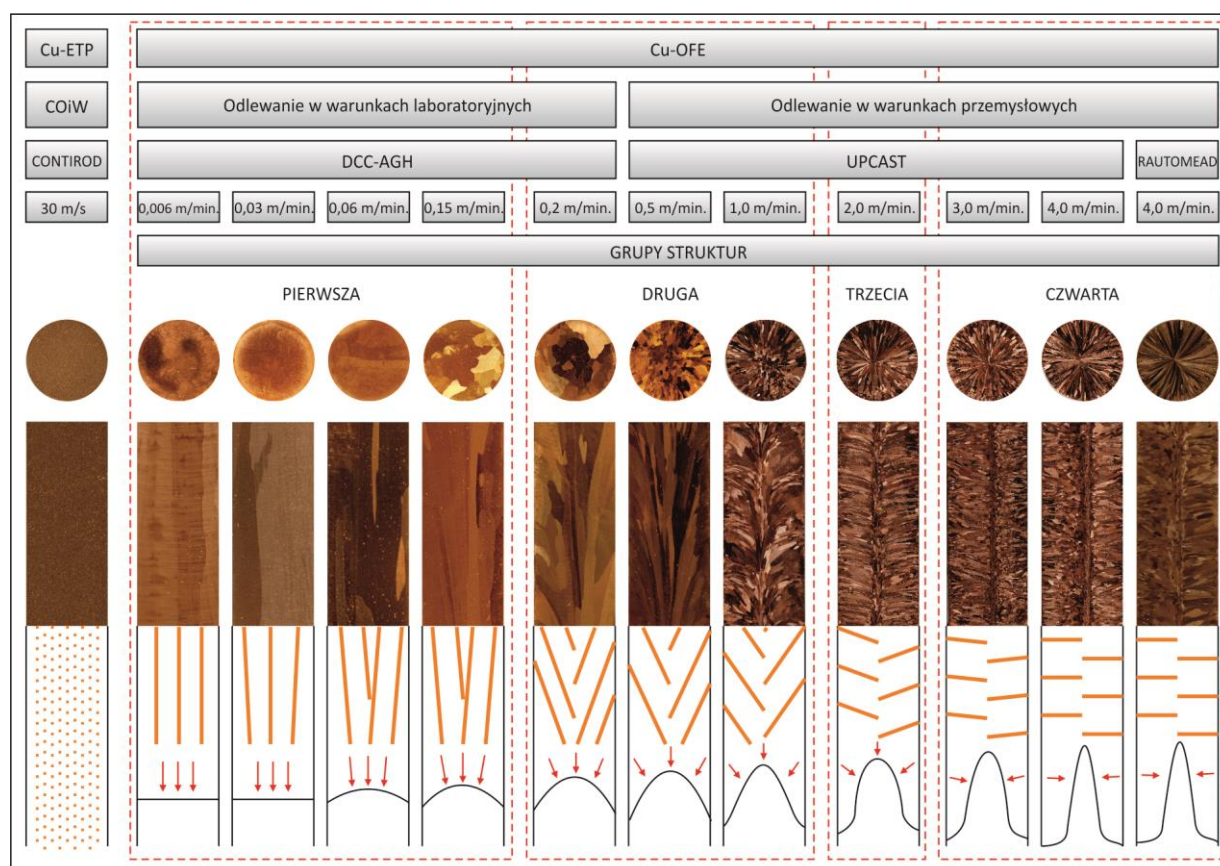 Cu-ETP
Cu-OFE
COiW
Odlewanie w warunkach laboratoryjnych
Odlewanie w warunkach przemysłowych
CONTIROD
DCC-AGH
UPCAST
RAUTOMEAD
30 m/s
0,006 m/min.
0,03 m/min.
0,06 m/min.
0,15 m/min.
0,2 m/min.
0,5 m/min.
1,0 m/min.
2,0 m/min.
3,0 m/min.
4,0 m/min.
4,0 m/min.
GRUPY STRUKTUR
PIERWSZA
DRUGA
TRZECIA
CZWARTA